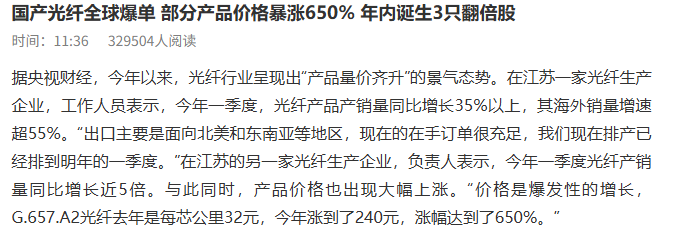 国产光纤全球爆单 部分产品价格暴涨650% 年内诞生3只翻倍股
时间：11:36 329504人阅读
据央视财经，今年以来，光纤行业呈现出“产品量价齐升”的景气态势。在江苏一家光纤生产
企业，工作人员表示，今年一季度，光纤产品产销量同比增长35%以上，其海外销量增速
超55%。“出口主要是面向北美和东南亚等地区，现在的在手订单很充足，我们现在排产已
经排到明年的一季度。”在江苏的另一家光纤生产企业，负责人表示，今年一季度光纤产销
量同比增长近5倍。与此同时，产品价格也出现大幅上涨。“价格是爆发性的增长，
G.657.A2光纤去年是每芯公里32元，今年涨到了240元，涨幅达到了650%。”